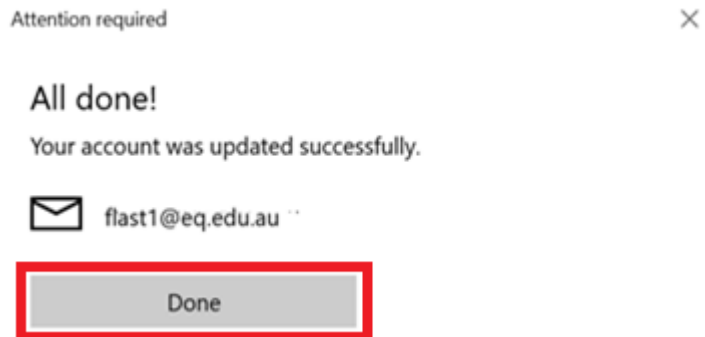 Attention required
All done!
Your account was updated successfully.
flast1@eq.edu.au
Done